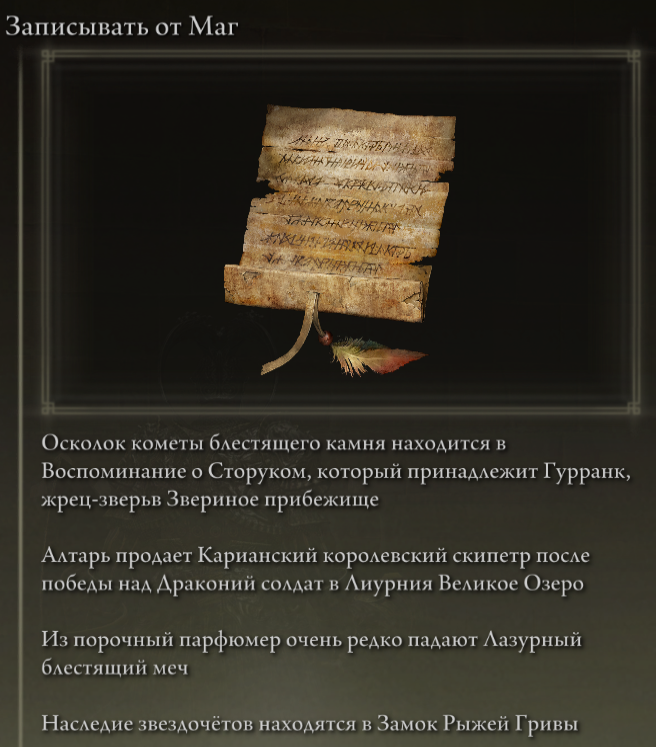 Записывать от Маг
Осколок кометы блестящего камня находится в
Воспоминание о Сторуком, который принадлежит Гурранк,
жрец-зверьв Звериное прибежище
Алтарь продает Карианский королевский скипетр после
победы над Драконий солдат в Лиурния Великое Озеро
Из порочный парфюмер очень редко падают Лазурный
блестящий меч
Наследие звездочётов находятся в Замок Рыжей Гривы